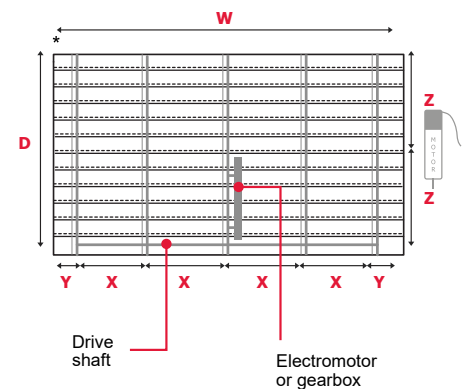 W
*
D
Z
MOTOR
Z
Y X X X X Y
Drive
shaft
Electromotor
or gearbox